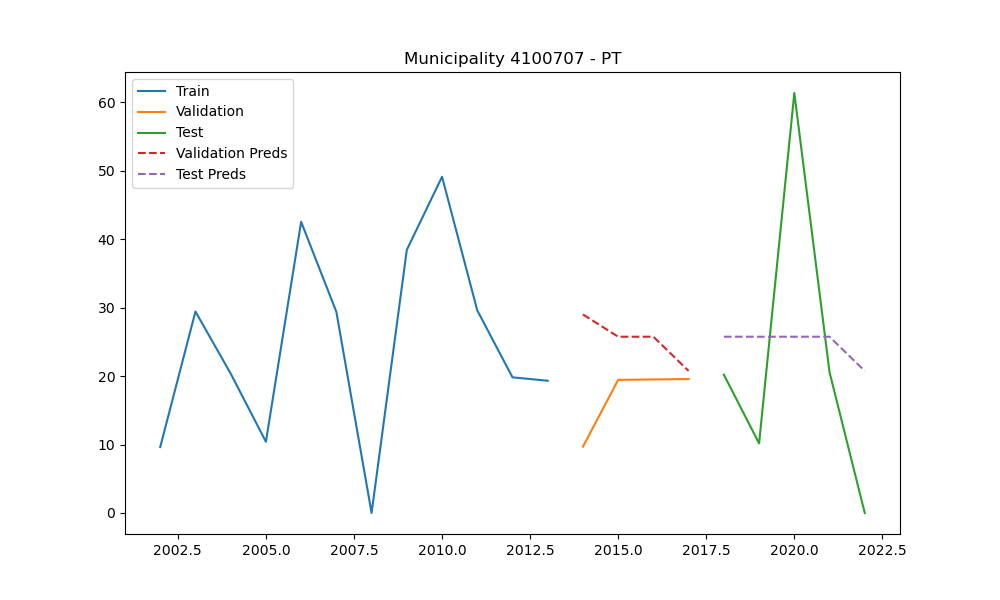 Municipality 4100707 - PT
Train
Validation
Test
Validation Preds
Test Preds
60
50
40
30
20
10
0
2002.5 2005.0 2007.5 2010.0 2012.5 2015.0 2017.5 2020.0 2022.5